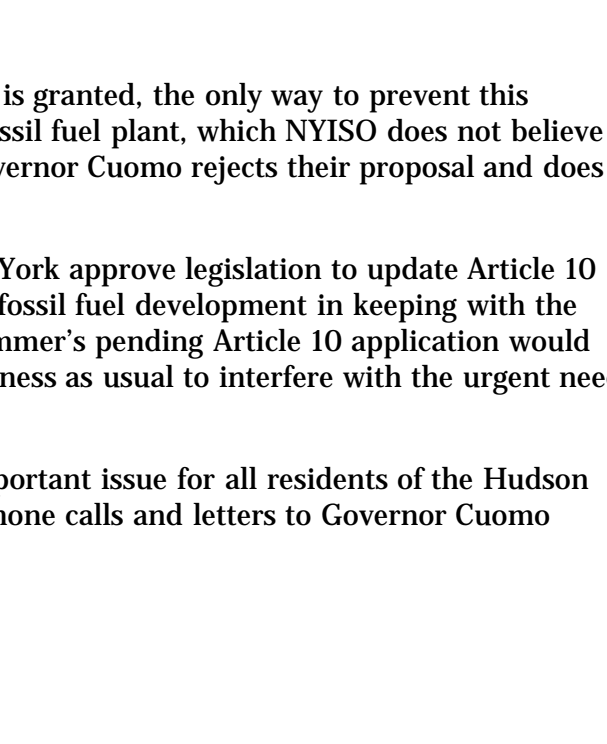 is granted, the only way to prevent this
ssil fuel plant, which NYISO does not believe
vernor Cuomo rejects their proposal and does
York approve legislation to update Article 10
fossil fuel development in keeping with the
mmer’s pending Article 10 application would
ness as usual to interfere with the urgent nee
portant issue for all residents of the Hudson
hone calls and letters to Governor Cuomo